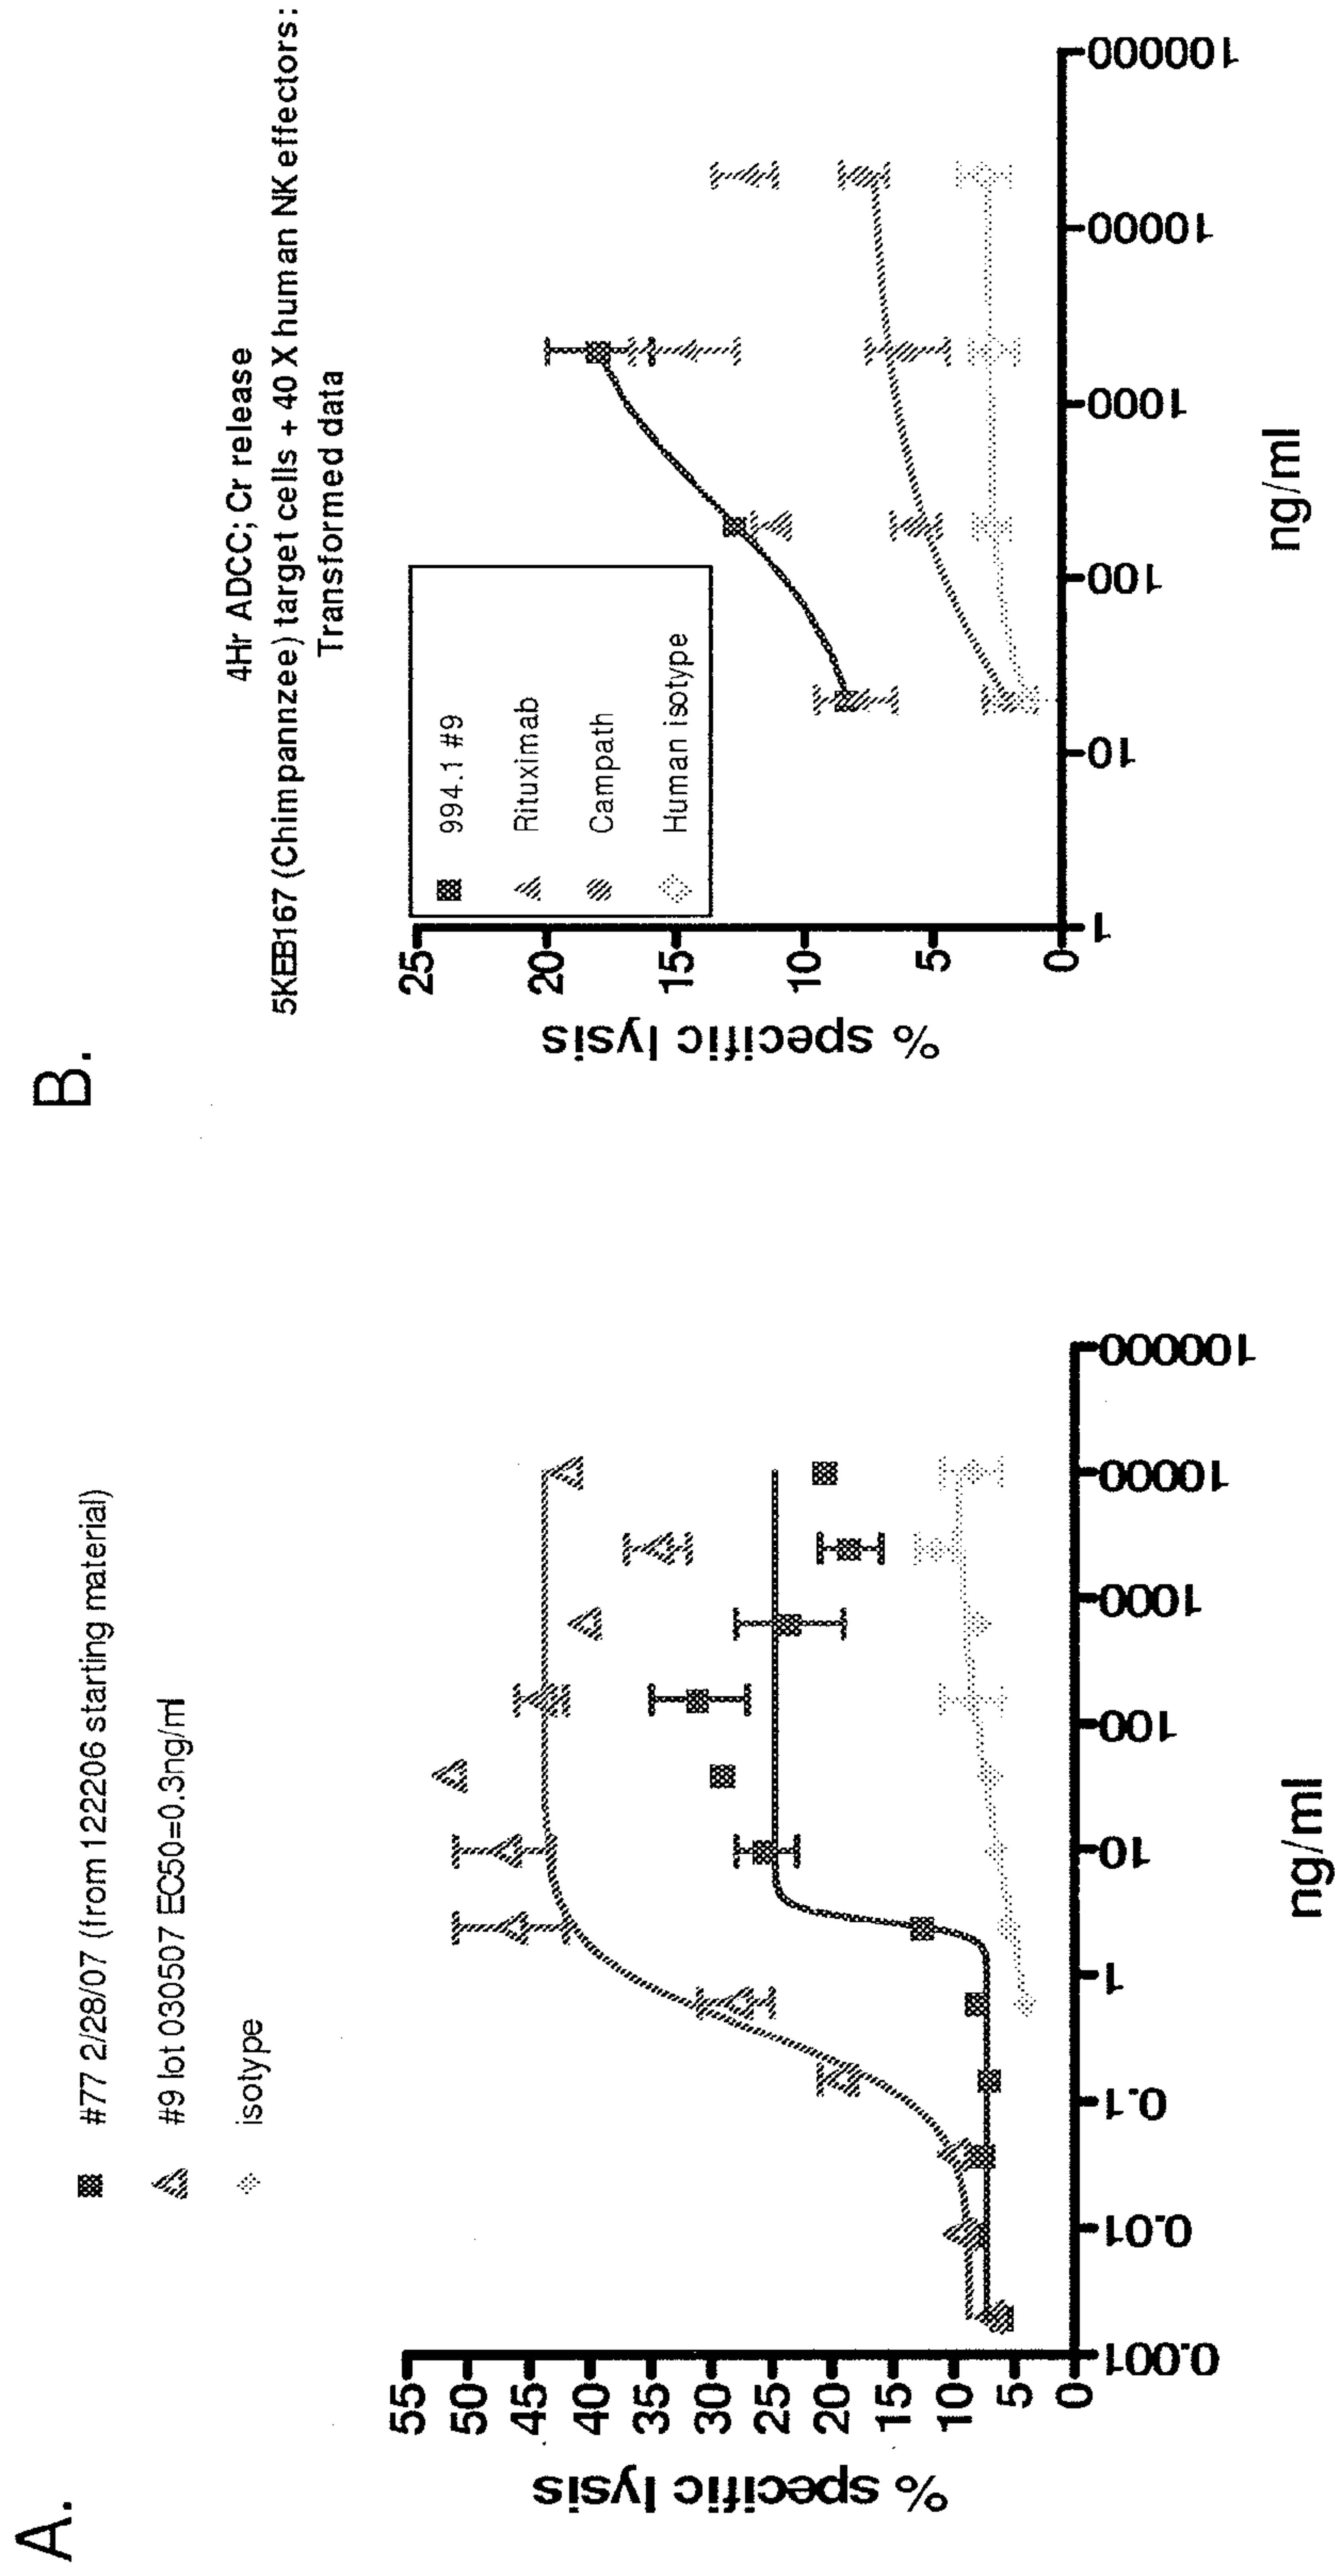 A.
#77 2/28/07 (from 122206 starting material)
#9 lot 030507 EC50=0.3ng/ml
isotype
% specific lysis
55
50
45
40
35
30
25
20
15
10
5
0
0.001
0.01
0.1
1
10
100
1000
10000
100000
ng/ml
B.
4Hr ADCC; Cr release
5KEB167 (Chimpannzee) target cells + 40 X human NK effectors:
Transformed data
994.1 #9
Rituximab
Campath
Human isotype
% specific lysis
25
20
15
10
5
0
1
10
100
1000
10000
100000
ng/ml